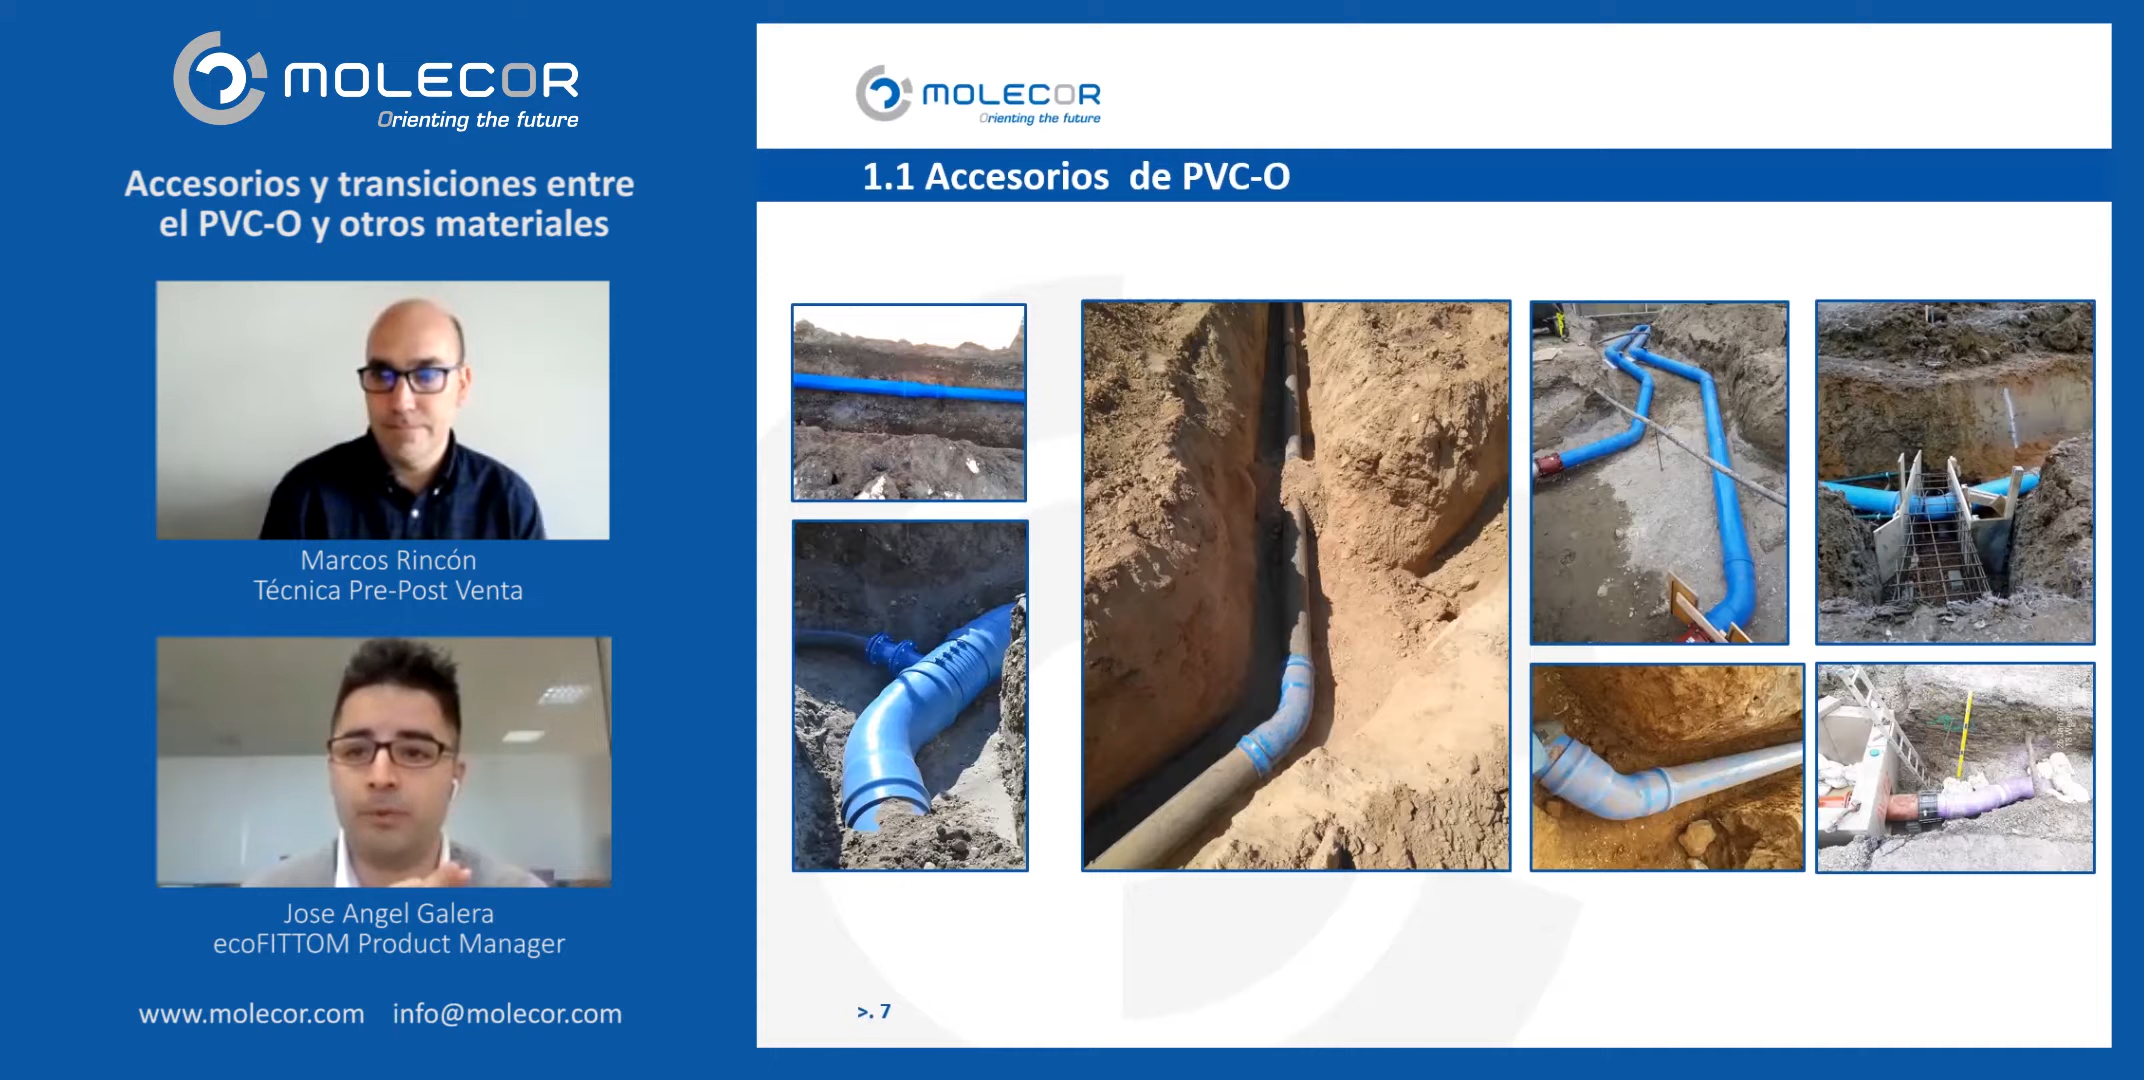 MOLECOR
Orienting the future
Accesorios y transiciones entre
el PVC-O y otros materiales
Marcos Rincón
Técnica Pre-Post Venta
Jose Angel Galera
ecoFITTOM Product Manager
www.molecor.com info@molecor.com
MOLECOR
Orienting the future
1.1 Accesorios de PVC-O
>. 7